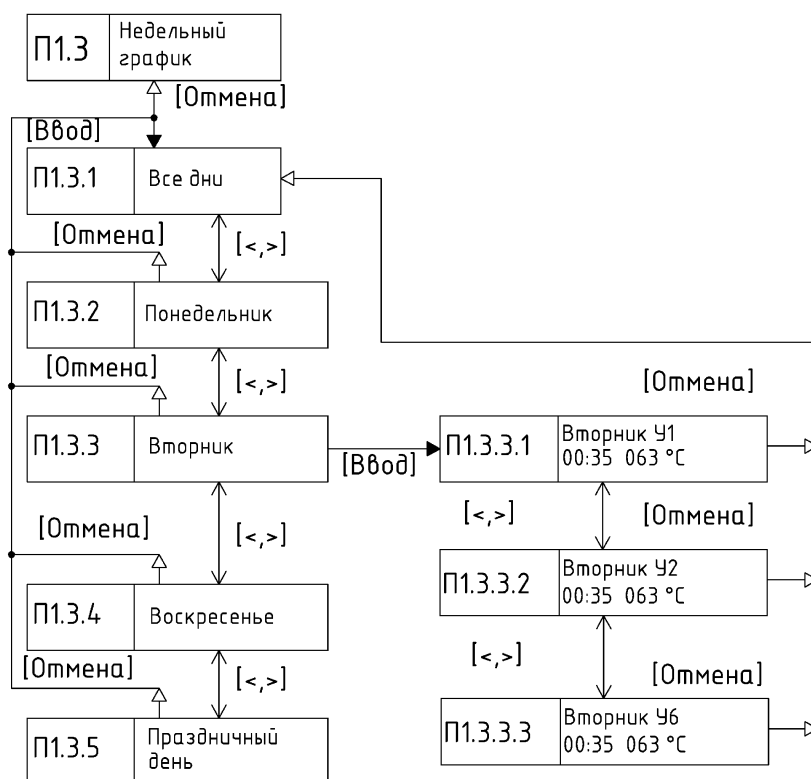 П1.3 Недельный
график
[Отмена]
[Ввод]
П1.3.1 Все дни
[Отмена]
[<,>]
П1.3.2 Понедельник
[Отмена]
[<,>]
[Отмена]
П1.3.3 Вторник
[Ввод]
П1.3.3.1 Вторник У1
00:35 063 °C
[<,>]
[Отмена]
[Отмена]
[<,>]
П1.3.3.2 Вторник У2
00:35 063 °C
П1.3.4 Воскресенье
[<,>]
[Отмена]
[Отмена]
[<,>]
П1.3.5 Праздничный
день
П1.3.3.3 Вторник У6
00:35 063 °C